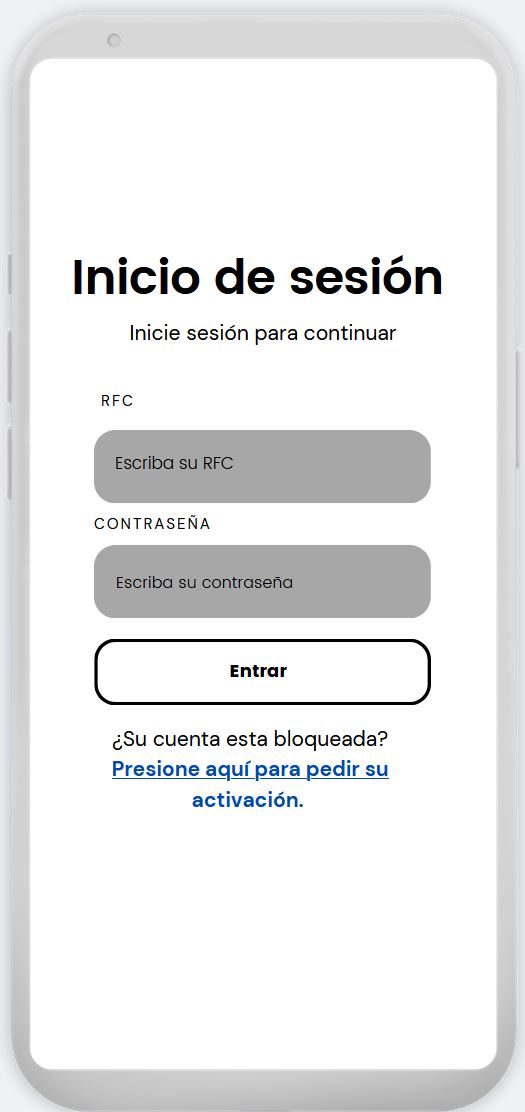 Inicio de sesión
Inicie sesión para continuar
RFC
Escriba su RFC
CONTRASEÑA
Escriba su contraseña
Entrar
¿Su cuenta esta bloqueada?
Presione aquí para pedir su
activación.